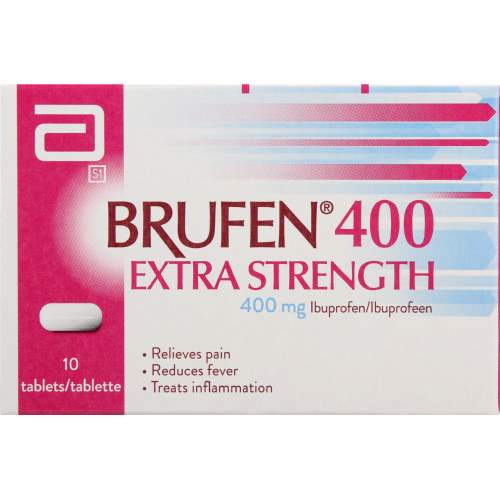 S1
BRUFEN® 400
EXTRA STRENGTH
400 mg Ibuprofen/Ibuprofeen
10
tablets/tablette
• Relieves pain
• Reduces fever
• Treats inflammation